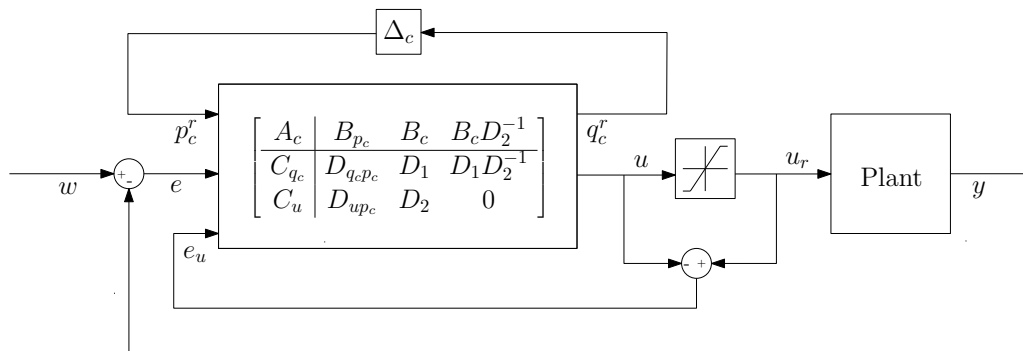 Δ_c
p_c^r
q_c^r
A_c B_{p_c} B_c B_c D_2^{-1}
C_{q_c} D_{q_c p_c} D_1 D_1 D_2^{-1}
C_u D_{u p_c} D_2 0
w
+ -
e
e_u
u
u_r
Plant
y
- +